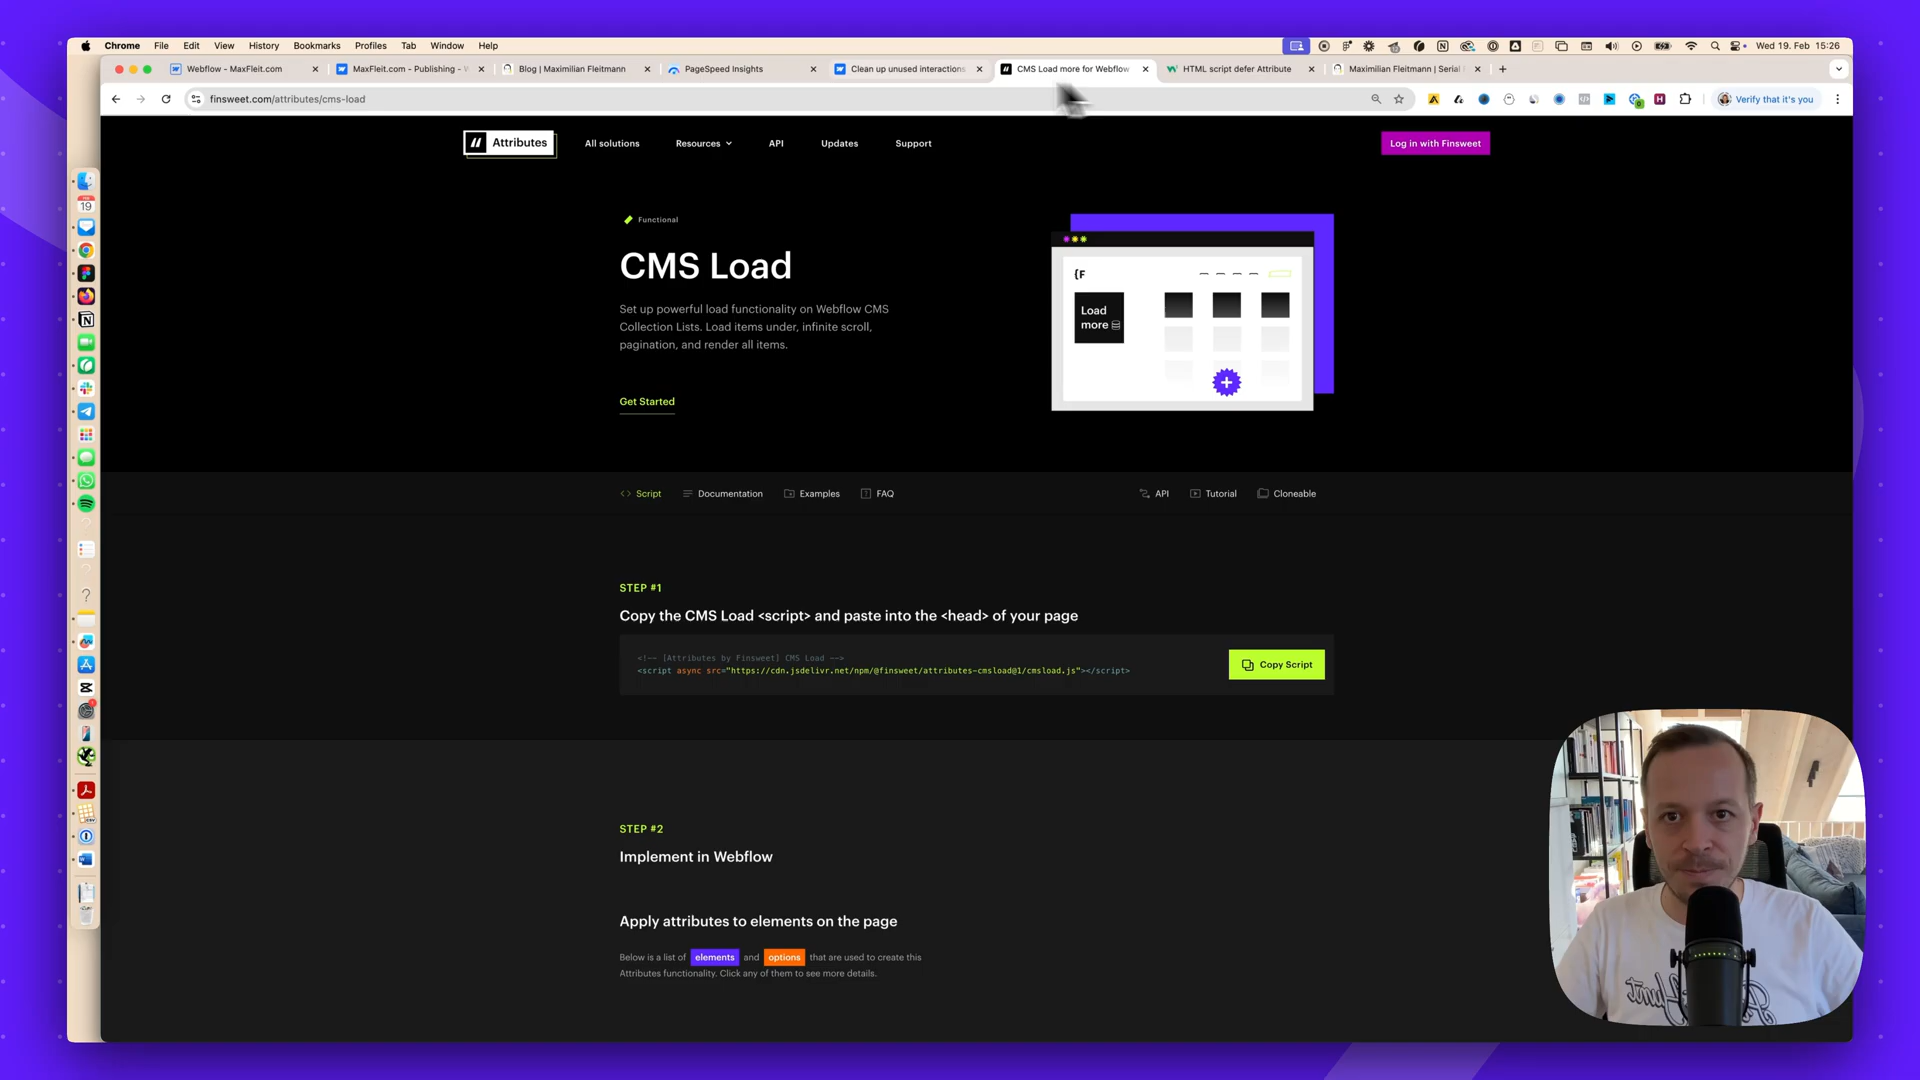 Chrome File Edit View History Bookmarks Profiles Tab Window Help
Wed 19. Feb 15:26
Webflow - MaxFleit.com
MaxFleit.com - Publishing - W
Blog | Maximilian Fleitmann
PageSpeed Insights
Clean up unused interactions
CMS Load more for Webflow
HTML script defer Attribute
Maximilian Fleitmann | Serial
finsweet.com/attributes/cms-load
Verify that it's you
Attributes
All solutions
Resources
API
Updates
Support
Log in with Finsweet
Functional
CMS Load
Set up powerful load functionality on Webflow CMS
Collection Lists. Load items under, infinite scroll,
pagination, and render all items.
Get Started
{F
Load
more
Script
Documentation
Examples
FAQ
API
Tutorial
Cloneable
STEP #1
Copy the CMS Load <script> and paste into the <head> of your page
<!-- [Attributes by Finsweet] CMS Load -->
<script async src="https://cdn.jsdelivr.net/npm/@finsweet/attributes-cmsload@1/cmsload.js"></script>
Copy Script
STEP #2
Implement in Webflow
Apply attributes to elements on the page
Below is a list of elements and options that are used to create this
Attributes functionality. Click any of them to see more details.
19